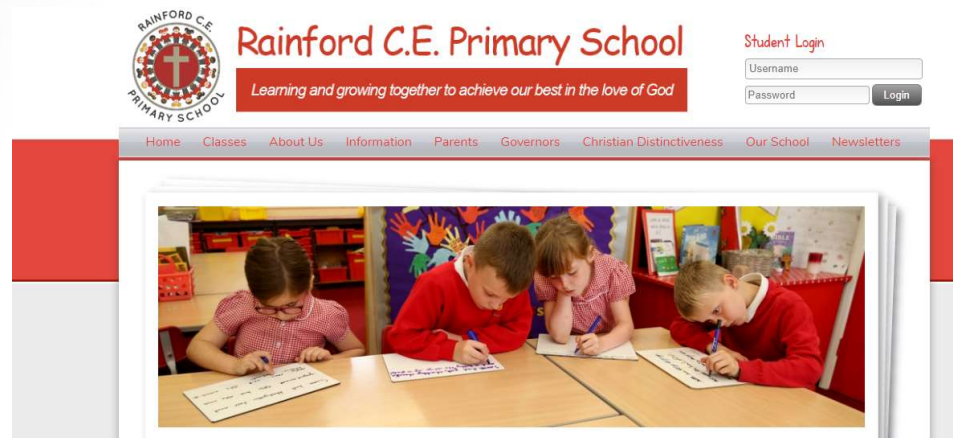 RAINFORD C.E.
PRIMARY SCHOOL
Rainford C.E. Primary School
Learning and growing together to achieve our best in the love of God
Student Login
Username
Password
Login
Home
Classes
About Us
Information
Parents
Governors
Christian Distinctiveness
Our School
Newsletters
BIBLE